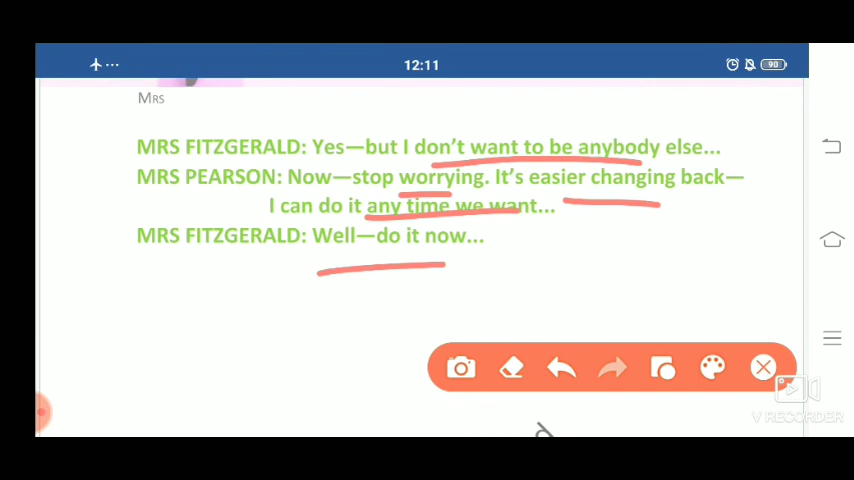 12:11
90
MRS
MRS FITZGERALD: Yes—but I don't want to be anybody else...
MRS PEARSON: Now—stop worrying. It's easier changing back—
I can do it any time we want...
MRS FITZGERALD: Well—do it now...
V RECORDER